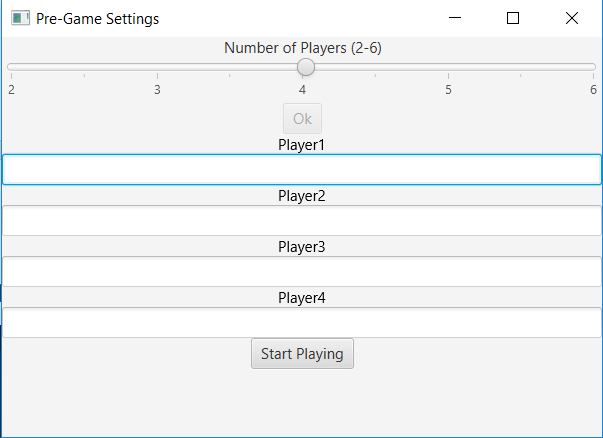 Pre-Game Settings
Number of Players (2-6)
2 3 4 5 6
Ok
Player1
Player2
Player3
Player4
Start Playing